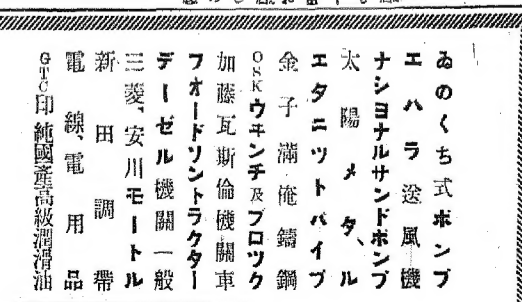 ゐのくち式ポンプ
エハラ送風機
ナショナルサンドポンプ
太陽メタル
エタニットパイプ
金子滿俺鑄鋼
OSKウヰンチ及ブロツク
加藤瓦斯倫機關車
フオードソントラクター
デーゼル機關一般
三菱、安川モートル
新田調帶
電線、電用品
GTC印純國產高級潤滑油